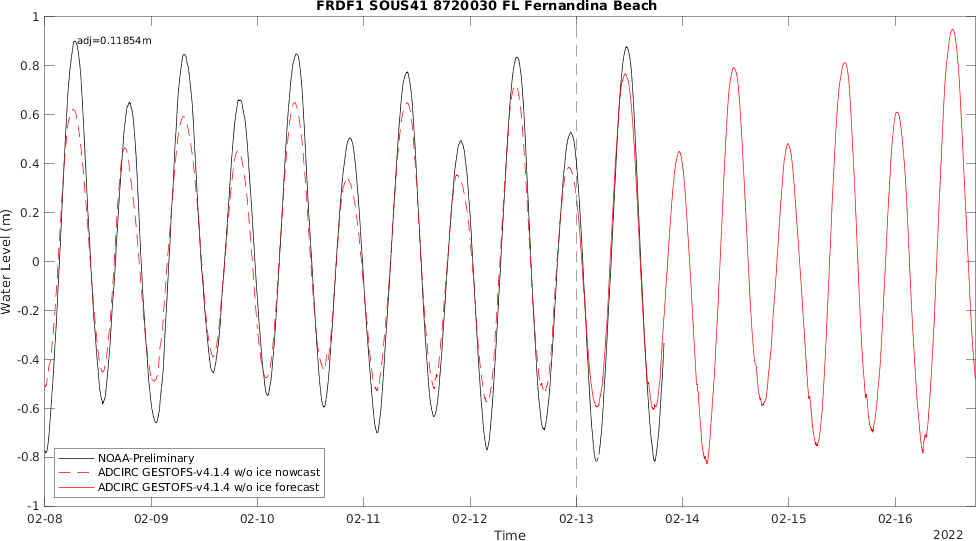 FRDF1 SOUS41 8720030 FL Fernandina Beach
adj=0.11854m
1
0.8
0.6
0.4
0.2
0
-0.2
-0.4
-0.6
-0.8
-1
Water Level (m)
NOAA-Preliminary
ADCIRC GESTOFS-v4.1.4 w/o ice nowcast
ADCIRC GESTOFS-v4.1.4 w/o ice forecast
02-08 02-09 02-10 02-11 02-12 02-13 02-14 02-15 02-16
Time
2022